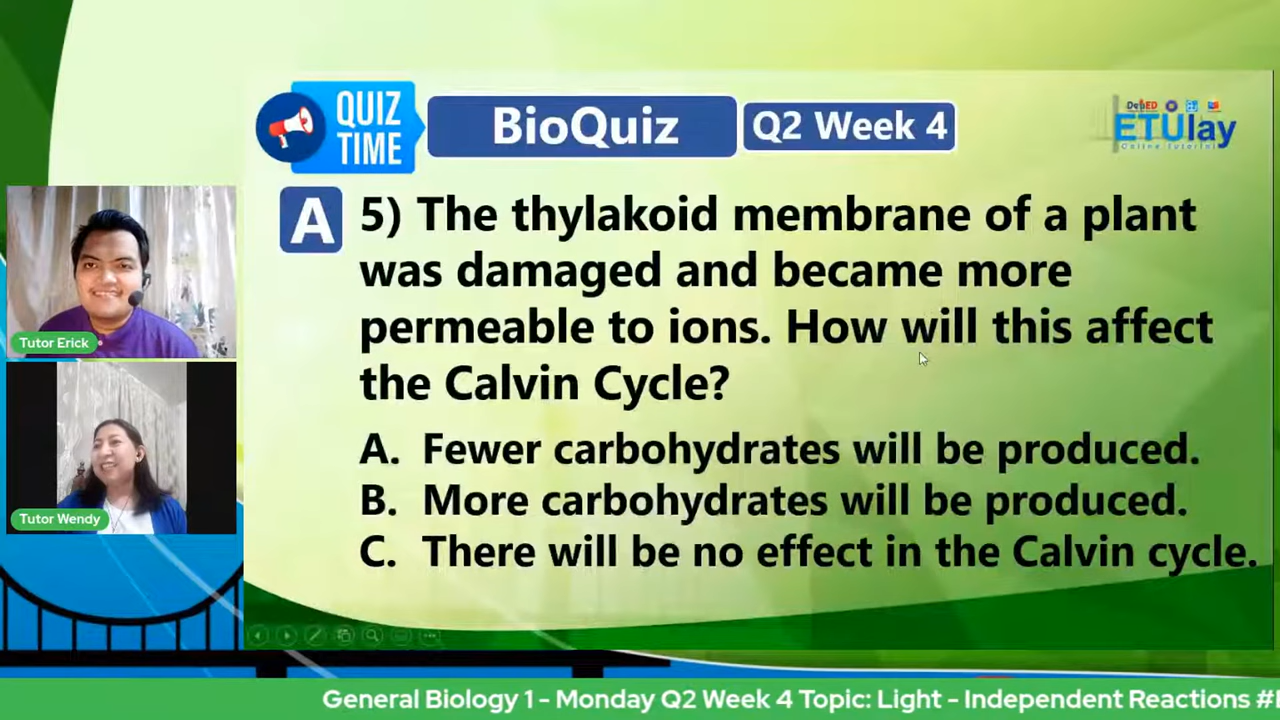 QUIZ
TIME
BioQuiz
Q2 Week 4
DepED
ETUlay
Online Tutorial
A
5) The thylakoid membrane of a plant
was damaged and became more
permeable to ions. How will this affect
the Calvin Cycle?
A. Fewer carbohydrates will be produced.
B. More carbohydrates will be produced.
C. There will be no effect in the Calvin cycle.
Tutor Erick
Tutor Wendy
General Biology 1 - Monday Q2 Week 4 Topic: Light - Independent Reactions #